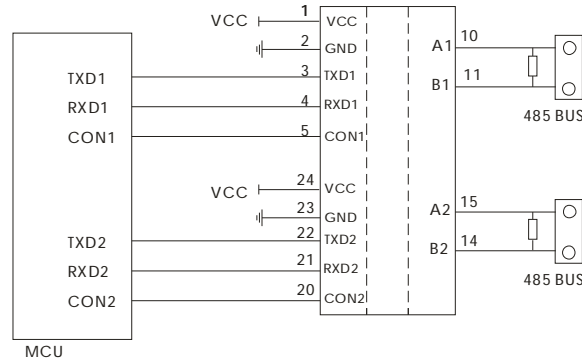 VCC 1 VCC
2 GND A1 10
TXD1 3 TXD1
B1 11
RXD1 4 RXD1
485 BUS
CON1 5 CON1
VCC 24 VCC
23 GND A2 15
TXD2 22 TXD2
B2 14
RXD2 21 RXD2
485 BUS
CON2 20 CON2
MCU